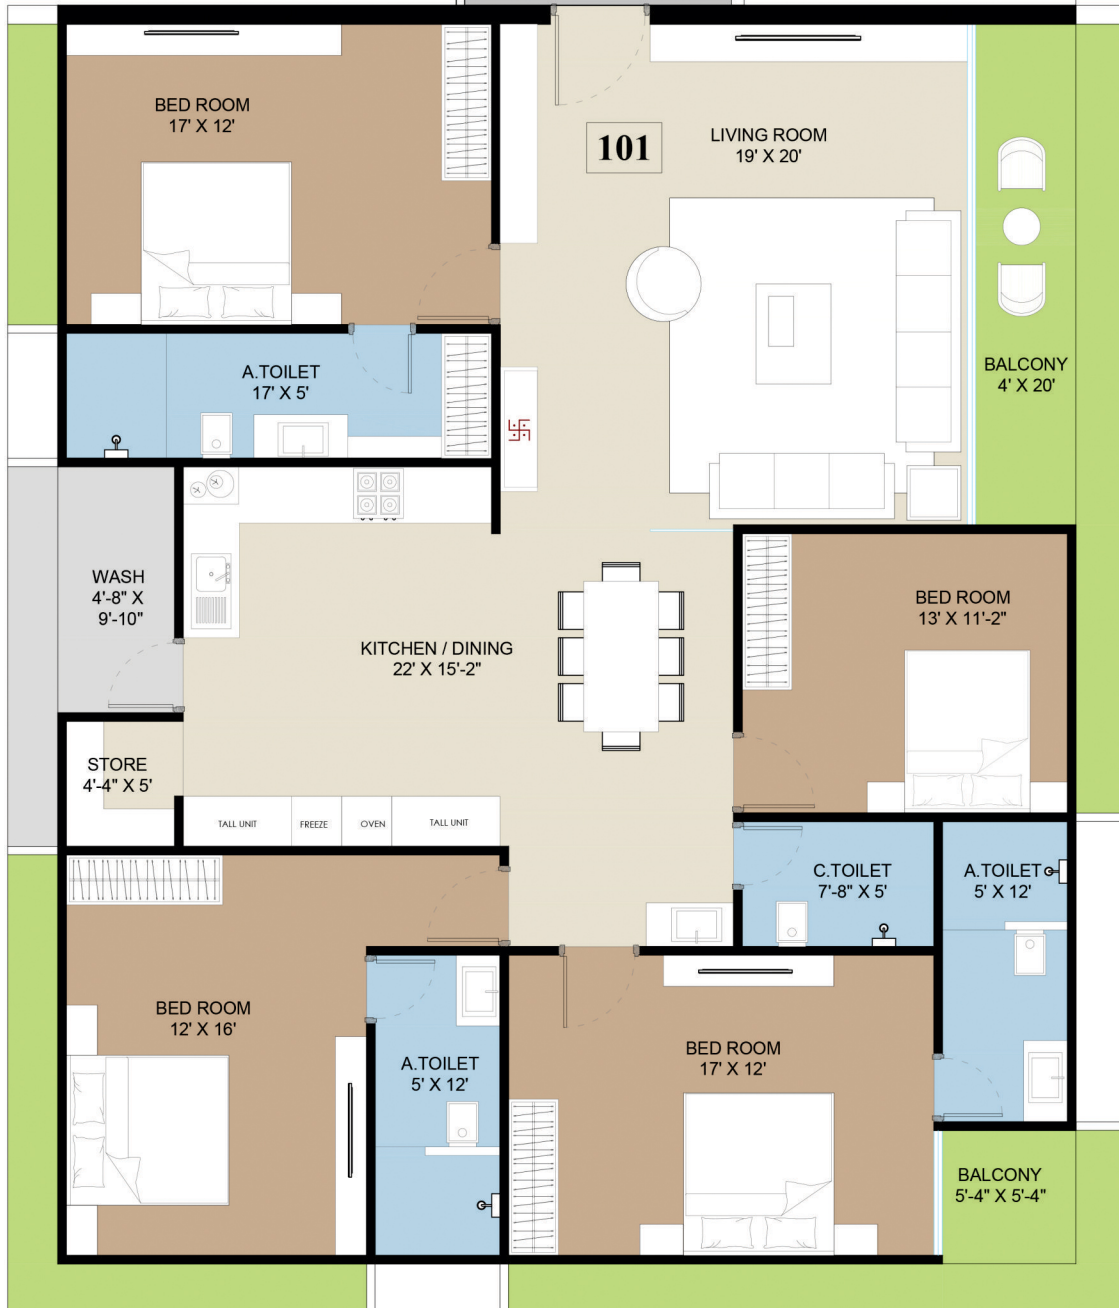 BED ROOM
17' X 12'
101
LIVING ROOM
19' X 20'
A.TOILET
17' X 5'
BALCONY
4' X 20'
WASH
4'-8" X
9'-10"
BED ROOM
13' X 11'-2"
KITCHEN / DINING
22' X 15'-2"
STORE
4'-4" X 5'
TALL UNIT
FREEZE
OVEN
TALL UNIT
C.TOILET
7'-8" X 5'
A.TOILET
5' X 12'
BED ROOM
12' X 16'
A.TOILET
5' X 12'
BED ROOM
17' X 12'
BALCONY
5'-4" X 5'-4"